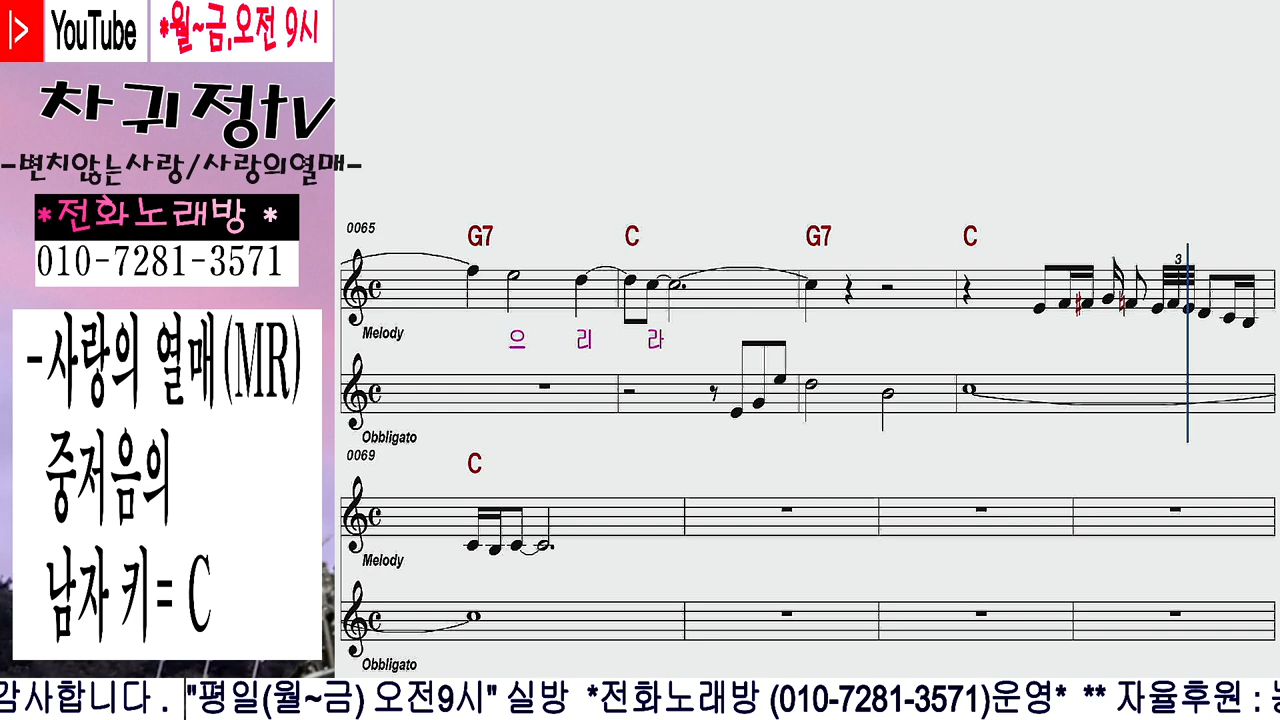 YouTube
*월~금,오전 9시
차귀정tv
-변치않는사랑/사랑의열매-
*전화노래방 *
010-7281-3571
-사랑의 열매(MR)
중저음의
남자 키= C
0065
G7 C G7 C
3
Melody
으 리 라
Obbligato
0069
C
Melody
Obbligato
감사합니다 . "평일(월~금) 오전9시" 실방 *전화노래방 (010-7281-3571)운영* ** 자율후원 :